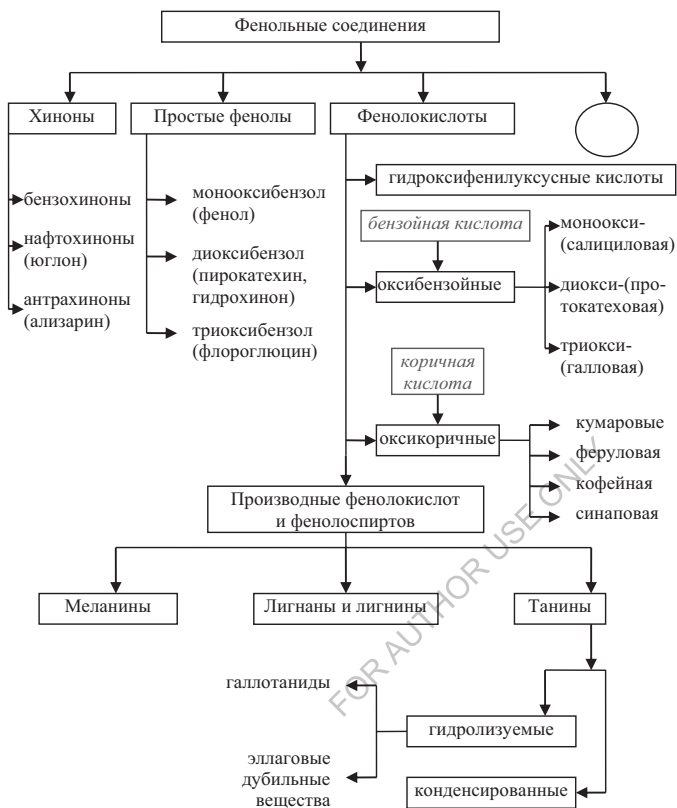 Фенольные соединения
Хиноны
Простые фенолы
Фенолокислоты
бензохиноны
нафтохиноны
(юглон)
антрахиноны
(ализарин)
монооксибензол
(фенол)
диоксибензол
(пирокатехин,
гидрохинон)
триоксибензол
(флороглюцин)
гидроксифенилуксусные кислоты
бензойная кислота
оксибензойные
моноокси-
(салициловая)
диокси-(про-
токатеховая)
триокси-
(галловая)
коричная
кислота
оксикоричные
кумаровые
феруловая
кофейная
синаповая
Производные фенолокислот
и фенолоспиртов
Меланины
Лигнаны и лигнины
Танины
галлотаниды
гидролизуемые
эллаговые
дубильные
вещества
конденсированные
FOR AUTHOR USE ONLY